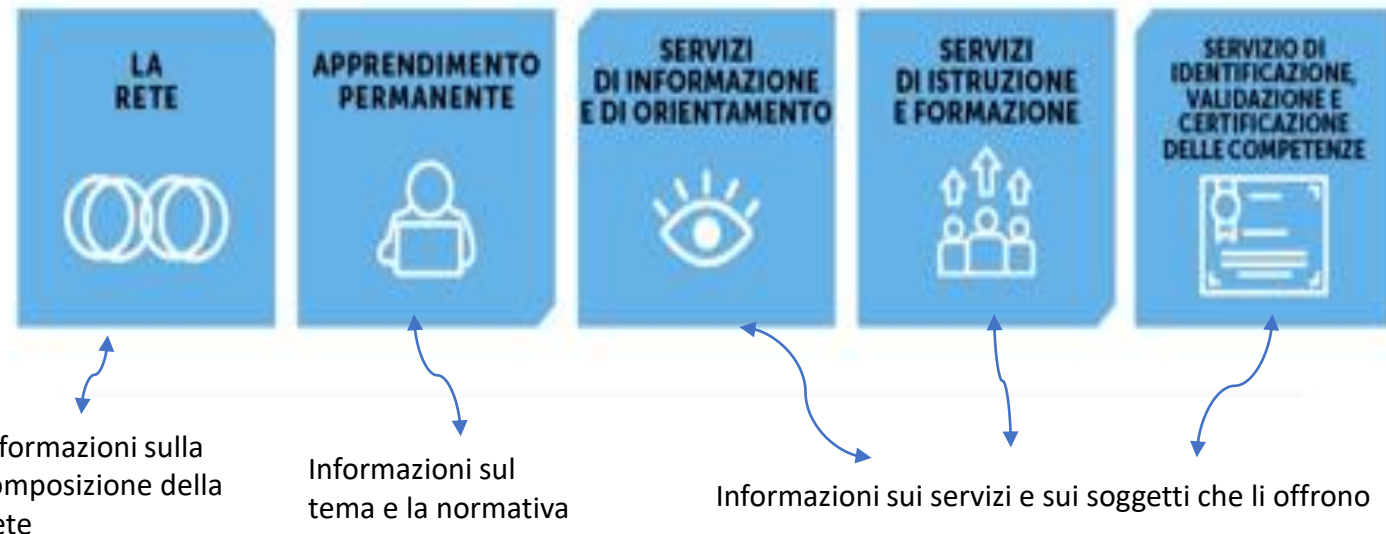 LA
RETE
APPRENDIMENTO
PERMANENTE
SERVIZI
DI INFORMAZIONE
E DI ORIENTAMENTO
SERVIZI
DI ISTRUZIONE
E FORMAZIONE
SERVIZIO DI
IDENTIFICAZIONE,
VALIDAZIONE E
CERTIFICAZIONE
DELLE COMPETENZE
nformazioni sulla
omposizione della
ete
Informazioni sul
tema e la normativa
Informazioni sui servizi e sui soggetti che li offrono